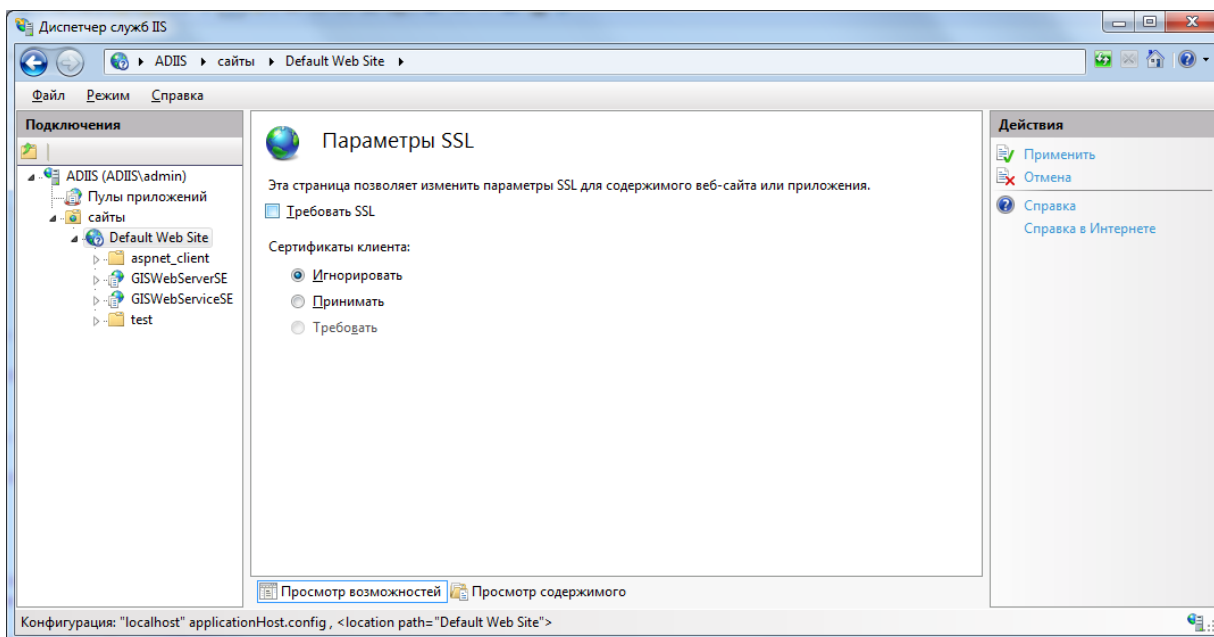 Диспетчер служб IIS
ADIIS сайты Default Web Site
Файл Режим Справка
Подключения
ADIIS (ADIIS\admin)
Пулы приложений
сайты
Default Web Site
aspnet_client
GISWebServerSE
GISWebServiceSE
test
Параметры SSL
Эта страница позволяет изменить параметры SSL для содержимого веб-сайта или приложения.
Требовать SSL
Сертификаты клиента:
Игнорировать
Принимать
Требовать
Просмотр возможностей Просмотр содержимого
Действия
Применить
Отмена
Справка
Справка в Интернете
Конфигурация: "localhost" applicationHost.config , <location path="Default Web Site">